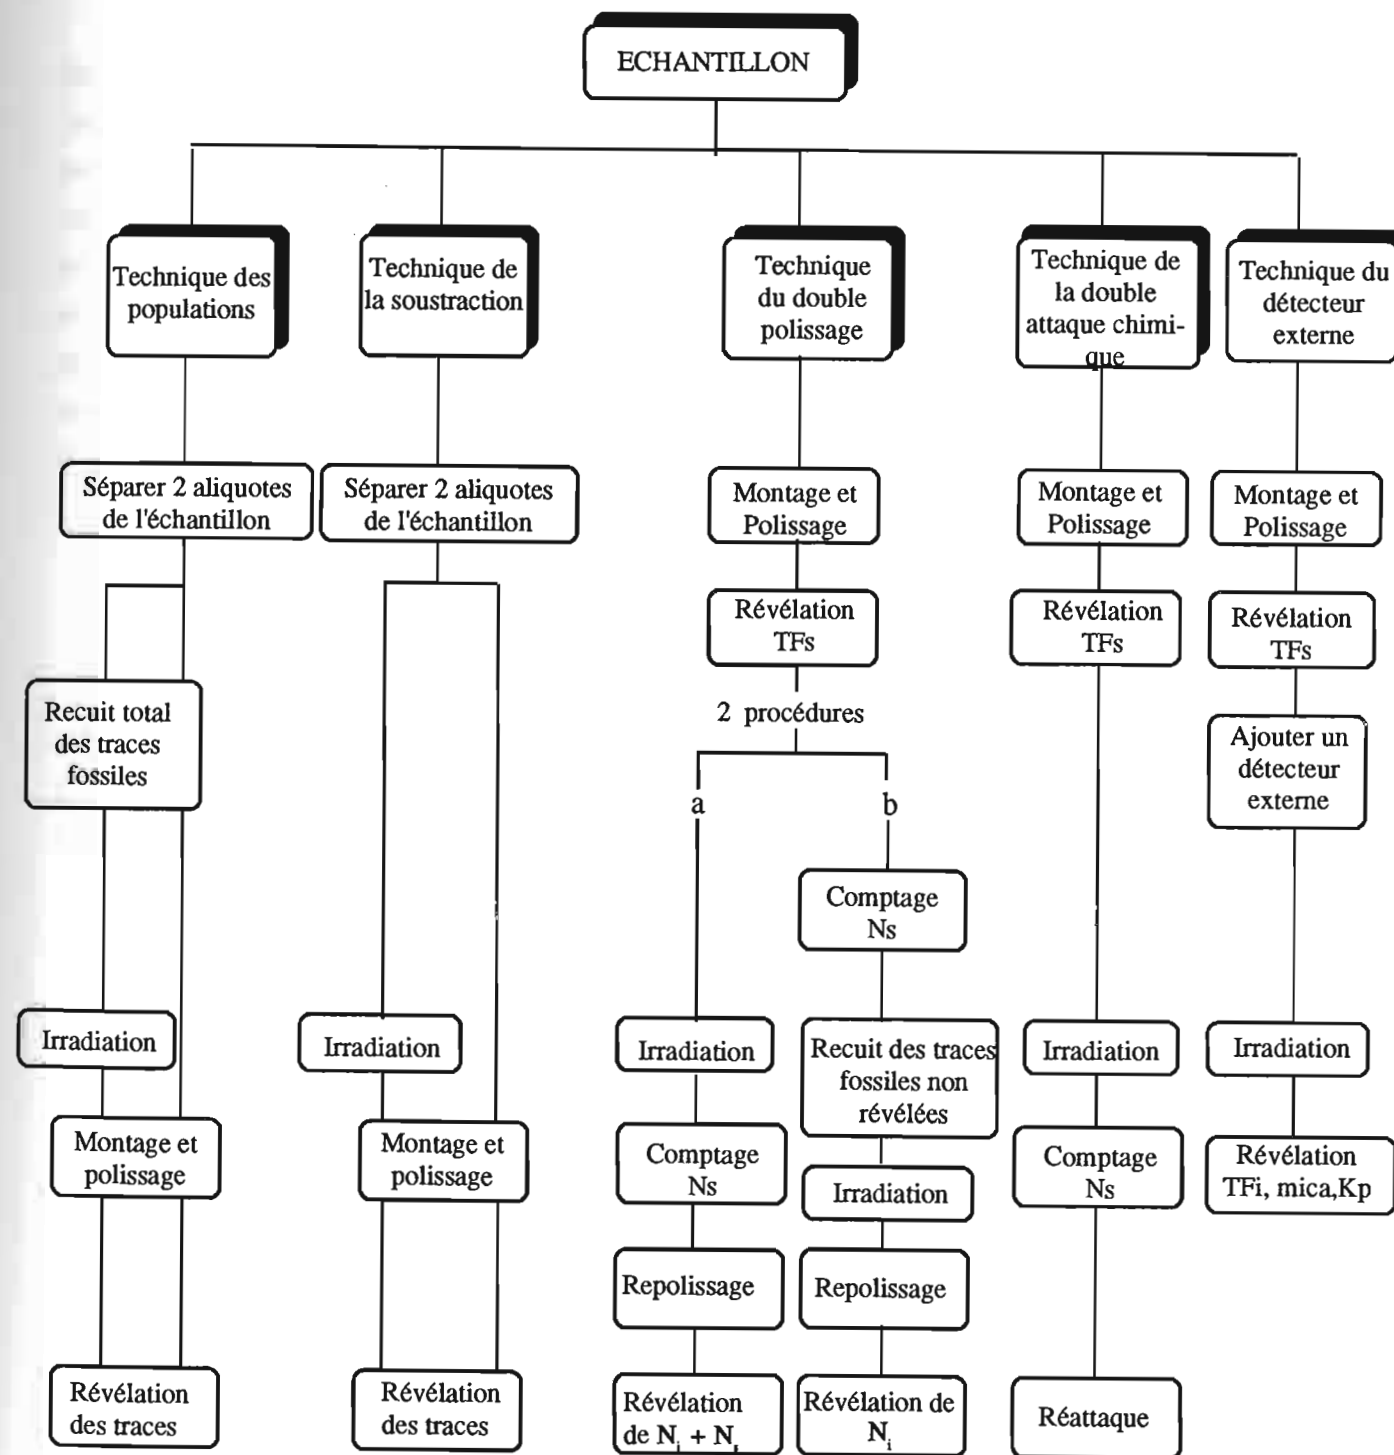 ECHANTILLON
Technique des
populations
Technique de
la soustraction
Technique
du double
polissage
Technique de
la double
attaque chimi-
que
Technique du
détecteur
externe
Séparer 2 aliquotes
de l'échantillon
Séparer 2 aliquotes
de l'échantillon
Montage et
Polissage
Montage et
Polissage
Montage et
Polissage
Révélation
TFs
Révélation
TFs
Révélation
TFs
Recuit total
des traces
fossiles
2 procédures
Ajouter un
détecteur
externe
a
b
Comptage
Ns
Irradiation
Irradiation
Irradiation
Recuit des traces
fossiles non
révélées
Irradiation
Irradiation
Montage et
polissage
Montage et
polissage
Comptage
Ns
Irradiation
Comptage
Ns
Révélation
TFi, mica,Kp
Repolissage
Repolissage
Révélation
des traces
Révélation
des traces
Révélation
de Ni + Ns
Révélation de
Ni
Réattaque